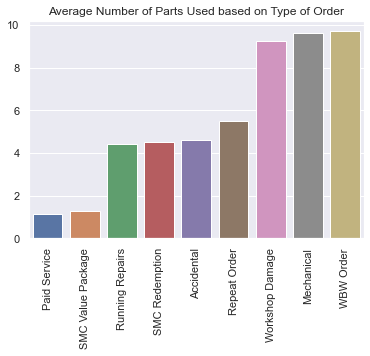 Average Number of Parts Used based on Type of Order
10
8
6
4
2
0
Paid Service
SMC Value Package
Running Repairs
SMC Redemption
Accidental
Repeat Order
Workshop Damage
Mechanical
WBW Order